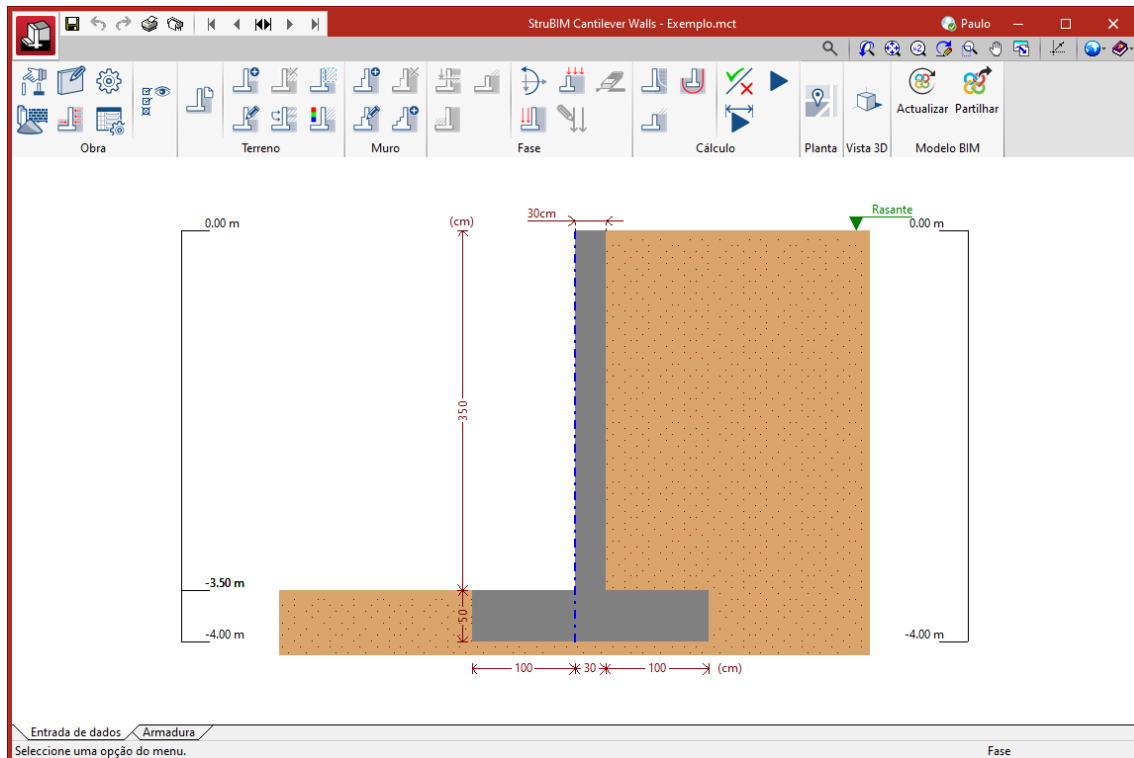 StruBIM Cantilever Walls - Exemplo.mct
Paulo
Actualizar Partilhar
Obra Terreno Muro Fase Cálculo Planta Vista 3D Modelo BIM
30cm
Rasante
0.00 m (cm) 0.00 m
350
-3.50 m
50
-4.00 m -4.00 m
100 30 100 (cm)
Entrada de dados Armadura
Seleccione uma opção do menu. Fase